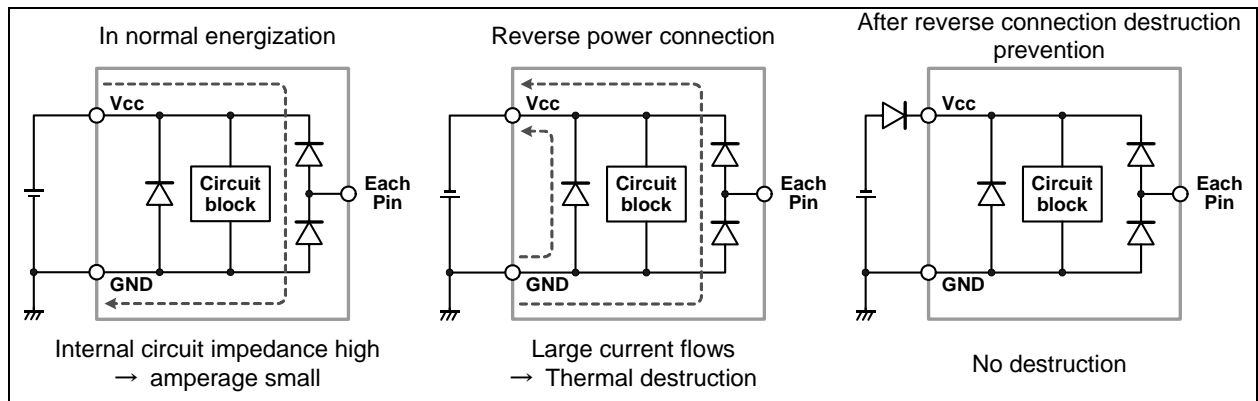 In normal energization
Vcc
Circuit
block
Each
Pin
GND
Internal circuit impedance high
→ amperage small
Reverse power connection
Vcc
Circuit
block
Each
Pin
GND
Large current flows
→ Thermal destruction
After reverse connection destruction
prevention
Vcc
Circuit
block
Each
Pin
GND
No destruction